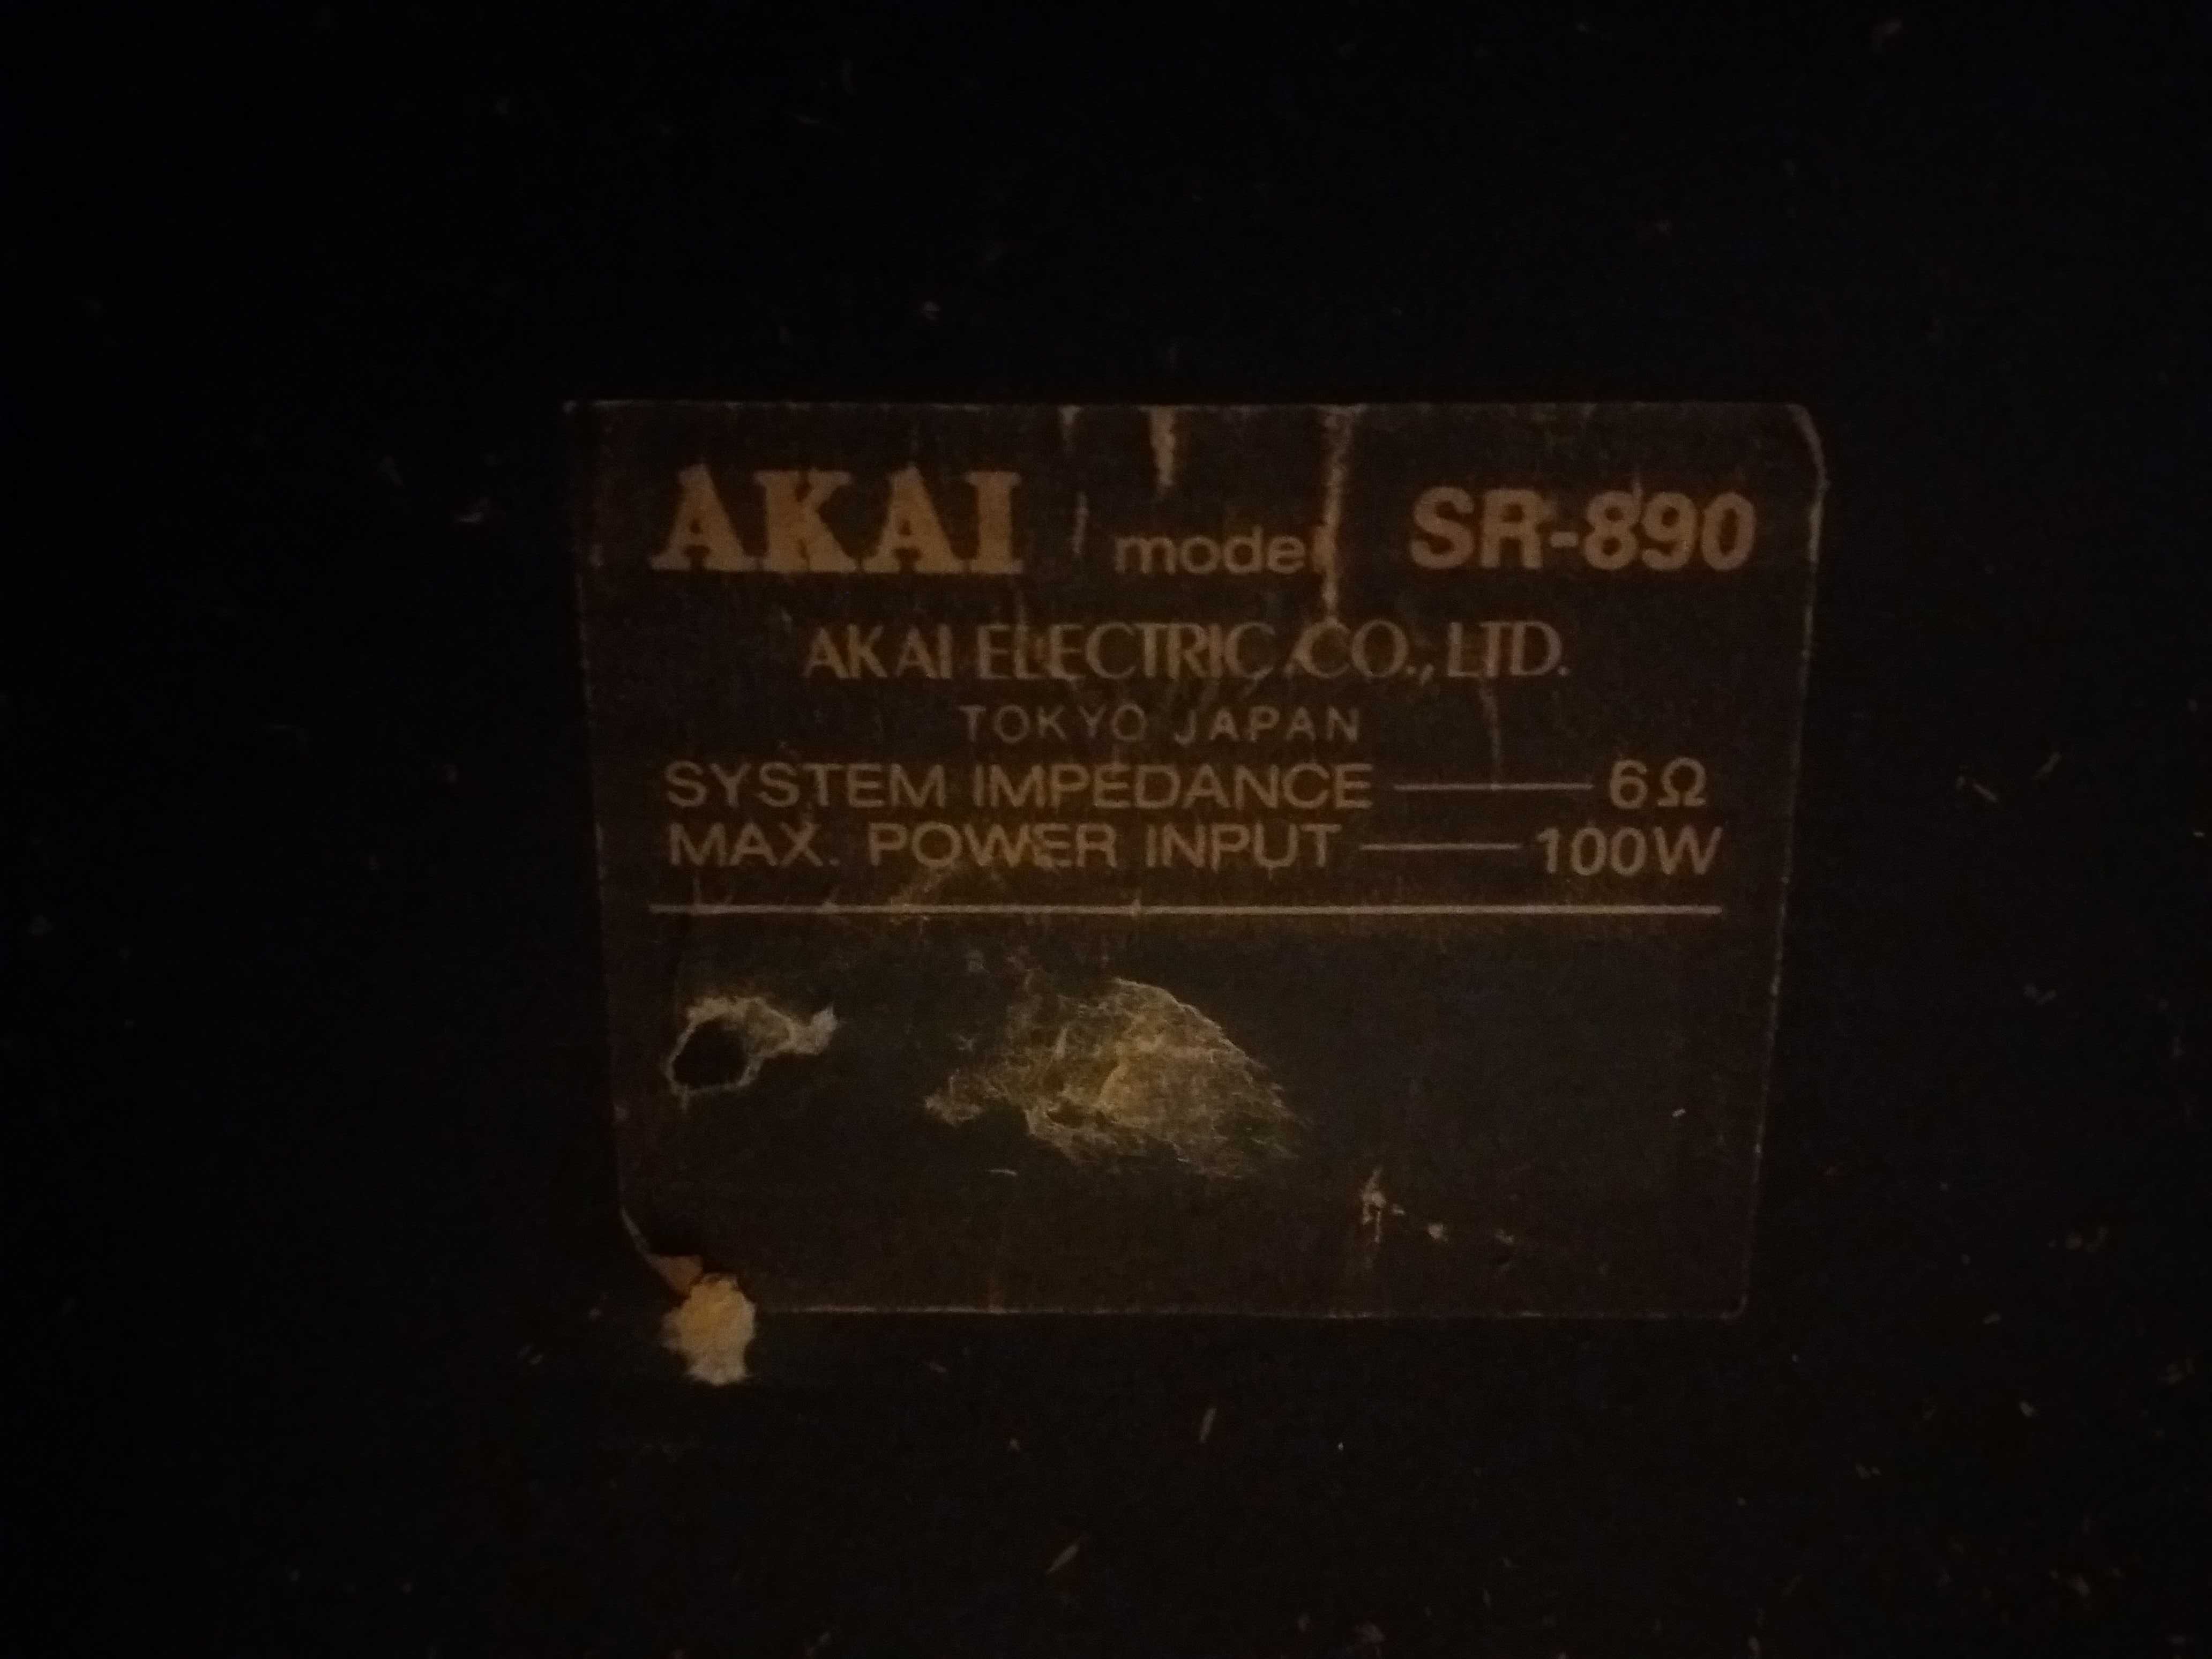 AKAI model SR-890
AKAI ELECTRIC CO., LTD.
TOKYO JAPAN
SYSTEM IMPEDANCE — 6Ω
MAX. POWER INPUT — 100W